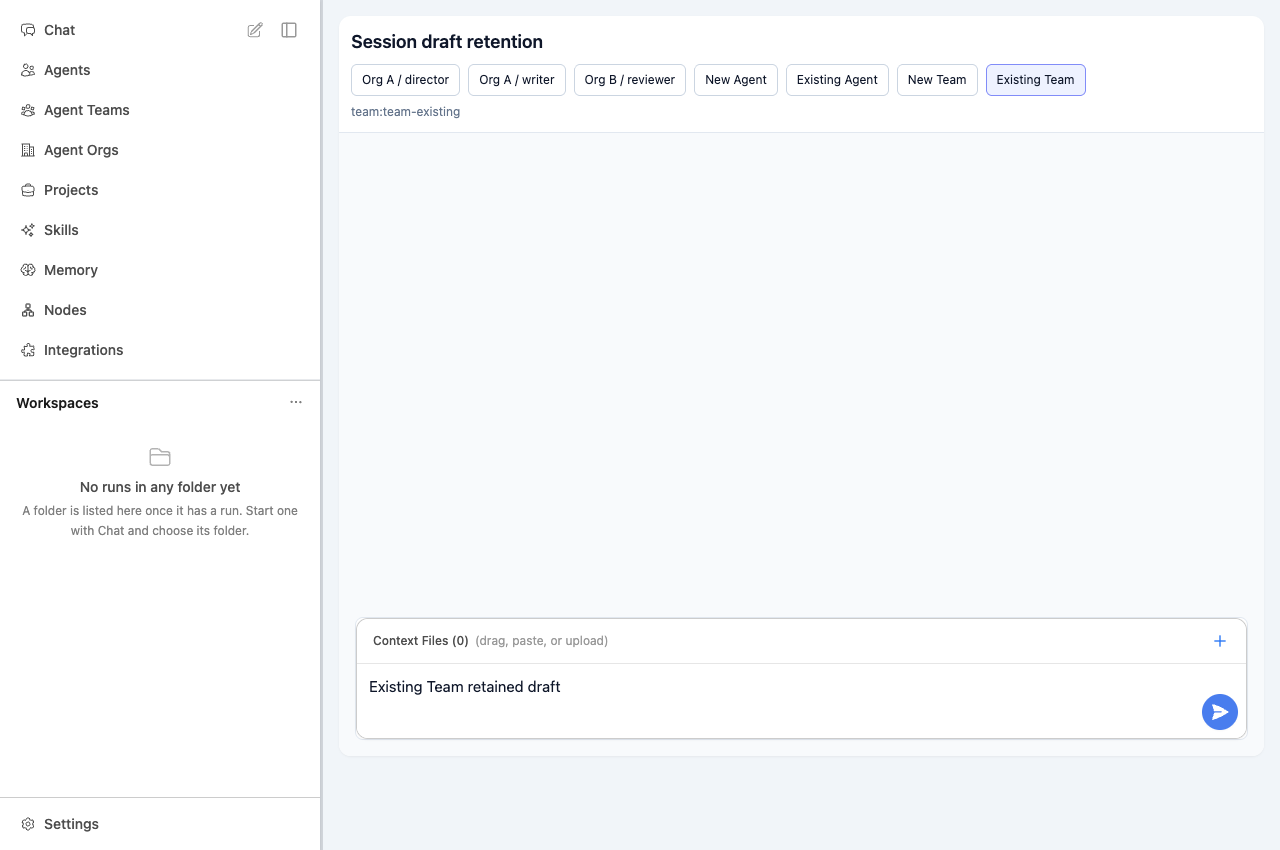 Chat
Agents
Agent Teams
Agent Orgs
Projects
Skills
Memory
Nodes
Integrations
Workspaces
No runs in any folder yet
A folder is listed here once it has a run. Start one
with Chat and choose its folder.
Settings
Session draft retention
Org A / director
Org A / writer
Org B / reviewer
New Agent
Existing Agent
New Team
Existing Team
team:team-existing
Context Files (0) (drag, paste, or upload)
Existing Team retained draft